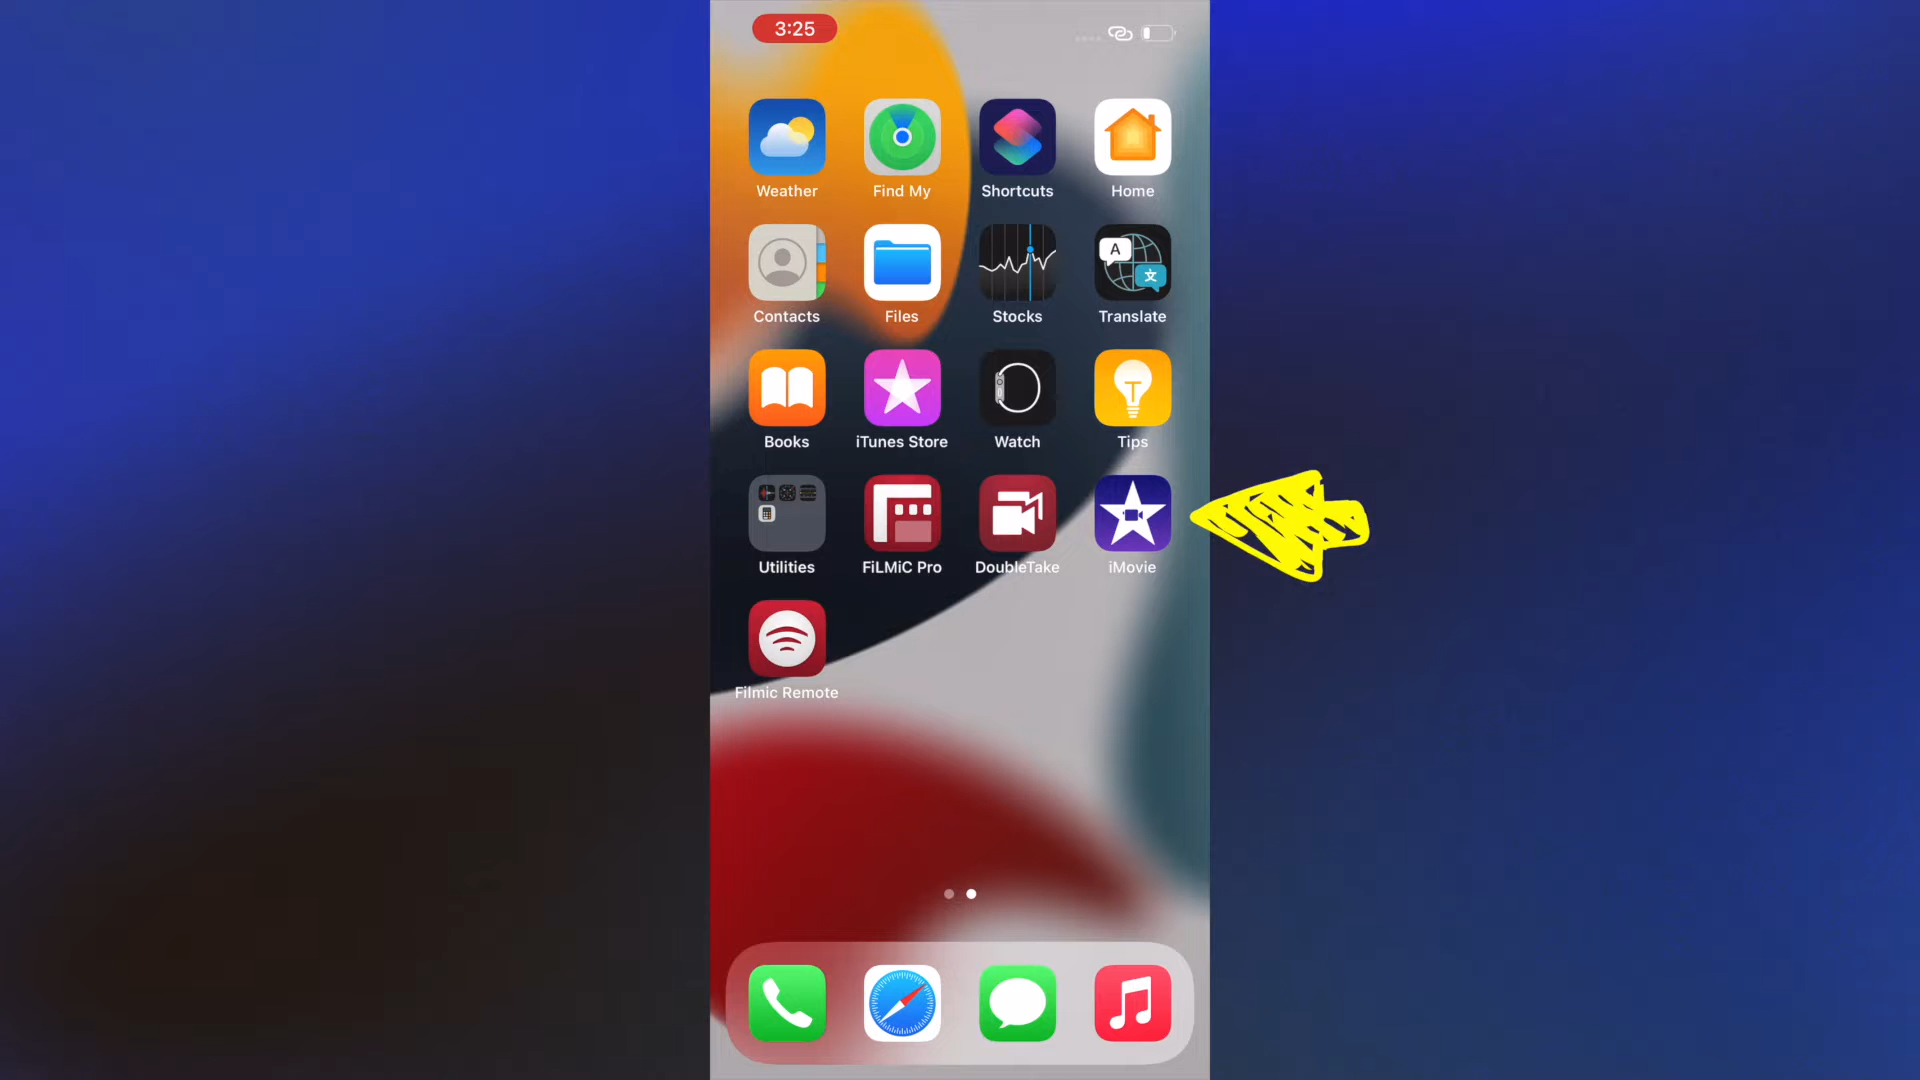 3:25
Weather Find My Shortcuts Home
A 文
Contacts Files Stocks Translate
T
Books iTunes Store Watch Tips
Utilities FiLMiC Pro DoubleTake iMovie
Filmic Remote